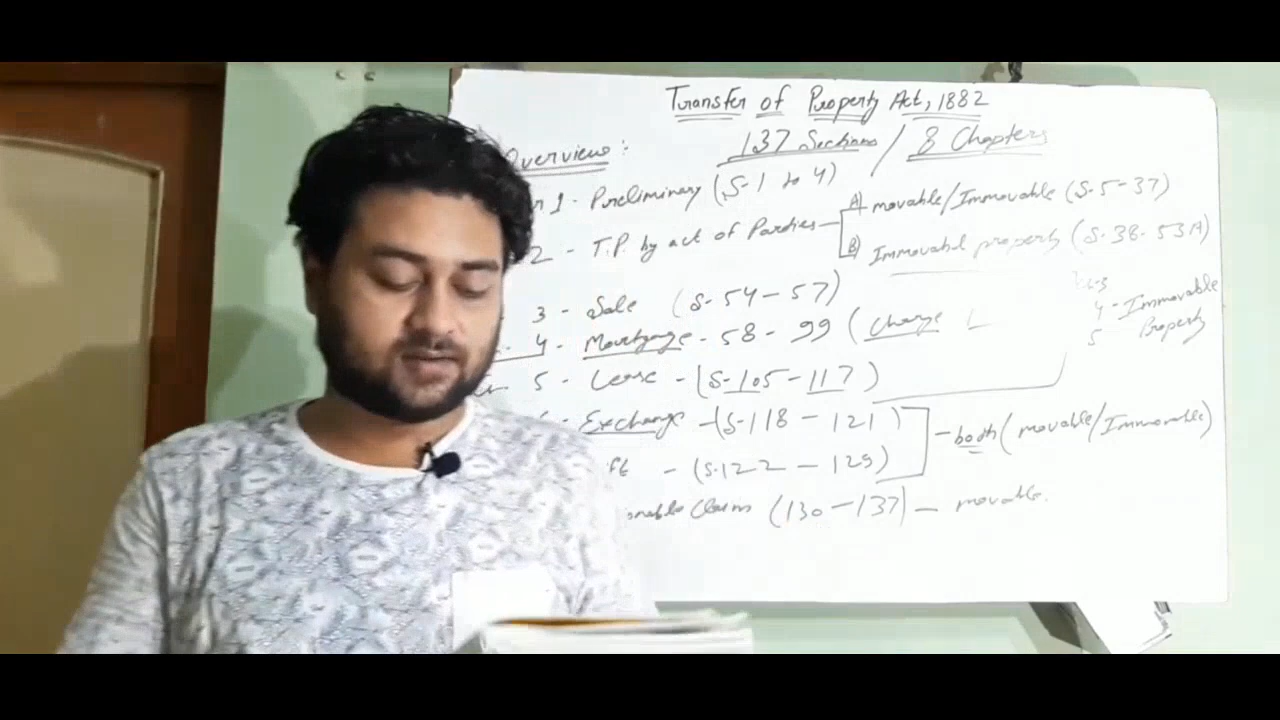 Transfer of Property Act, 1882
137 Sections / 8 Chapters
Overview:
1 - Preliminary (S-1 to 4)
2 - T.P. by act of Parties
A) movable/Immovable (S-5-37)
B) Immovabel property (S-38-53A)
3 - Sale (S-54-57)
4 - Mortgage - 58-99 (Charge
5 - Lease - (S-105-117)
4 - Immovable
5 Property
Exchange - (S-118 - 121)
- (S.122 - 129)
- both (movable/Immovable)
Claim (130-137) - movable.